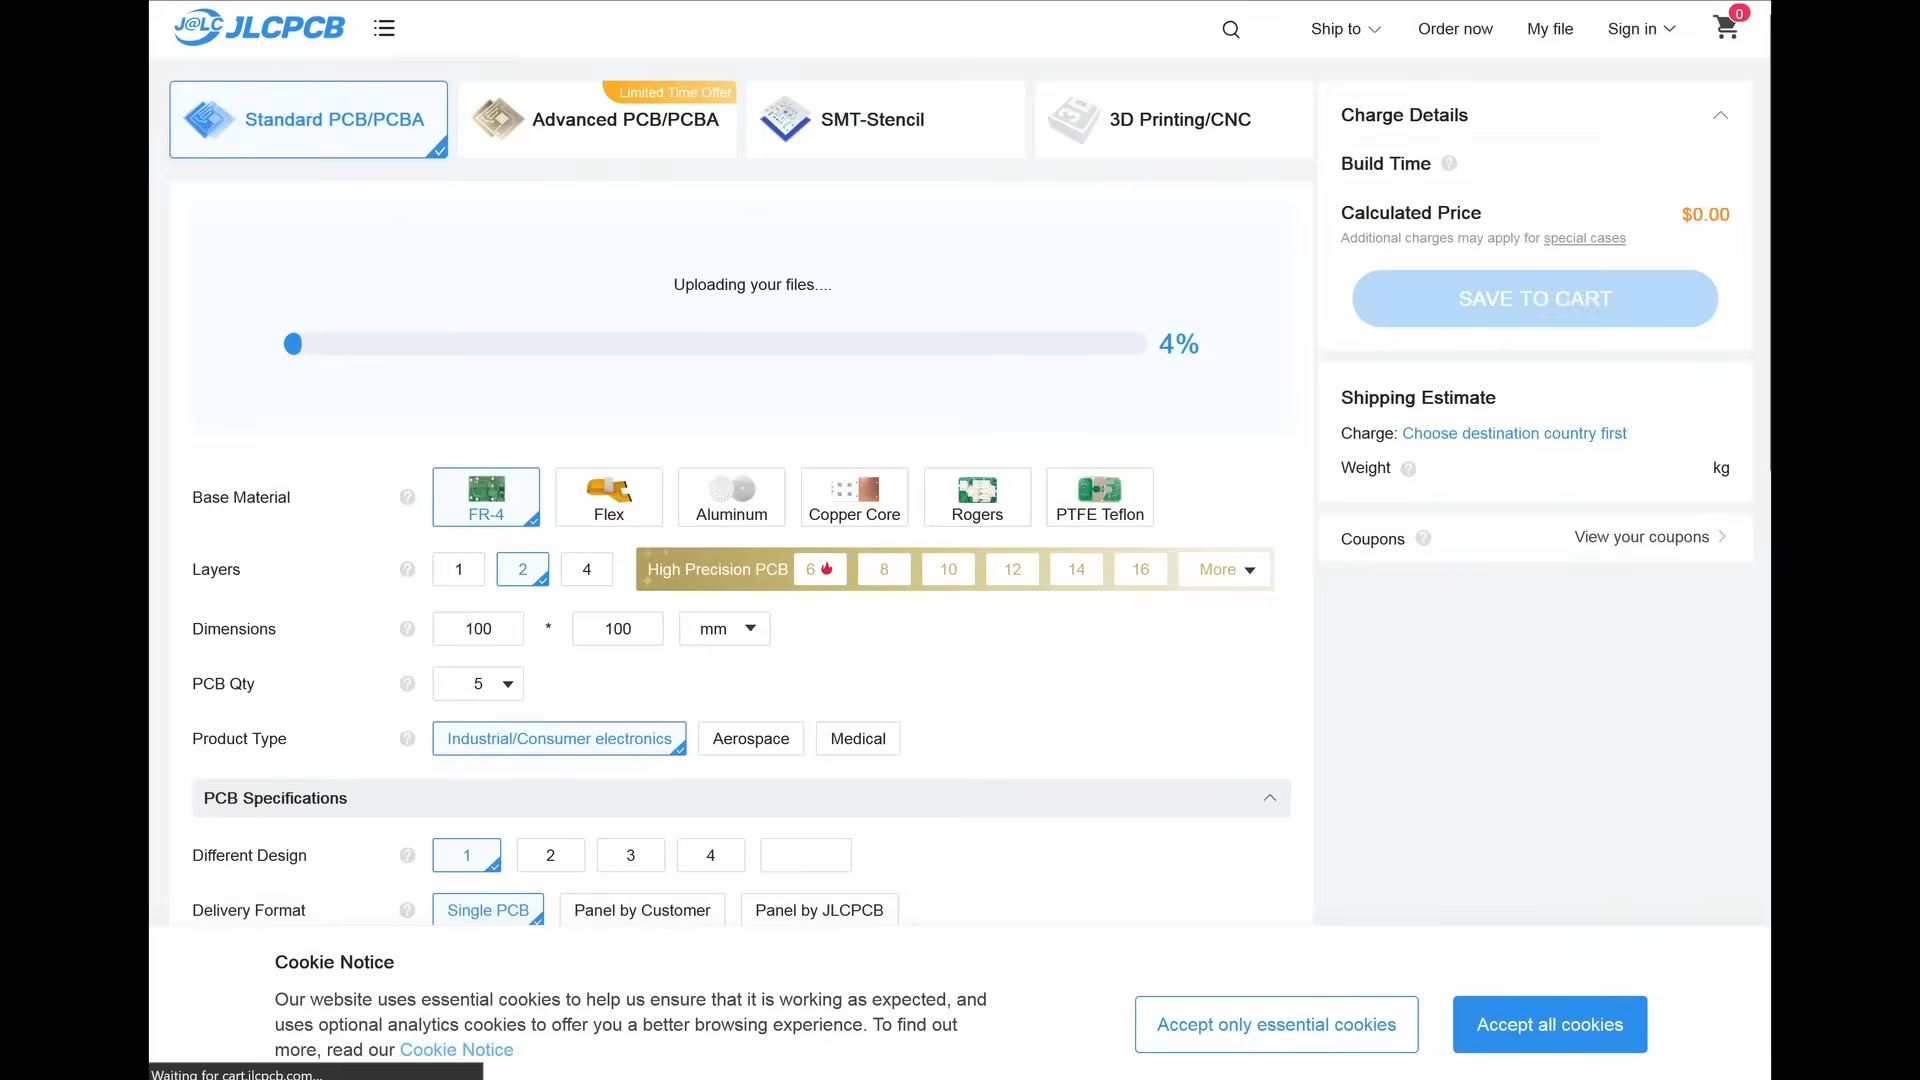 J@LC JLCPCB
Ship to
Order now
My file
Sign in
0
Standard PCB/PCBA
Limited Time Offer
Advanced PCB/PCBA
SMT-Stencil
3D Printing/CNC
Uploading your files....
4%
Base Material
FR-4
Flex
Aluminum
Copper Core
Rogers
PTFE Teflon
Layers
1
2
4
High Precision PCB
6
8
10
12
14
16
More
Dimensions
100
*
100
mm
PCB Qty
5
Product Type
Industrial/Consumer electronics
Aerospace
Medical
PCB Specifications
Different Design
1
2
3
4
Delivery Format
Single PCB
Panel by Customer
Panel by JLCPCB
Charge Details
Build Time
Calculated Price
$0.00
Additional charges may apply for special cases
SAVE TO CART
Shipping Estimate
Charge: Choose destination country first
Weight
kg
Coupons
View your coupons
Cookie Notice
Our website uses essential cookies to help us ensure that it is working as expected, and
uses optional analytics cookies to offer you a better browsing experience. To find out
more, read our Cookie Notice
Accept only essential cookies
Accept all cookies
Waiting for cart.jlcpcb.com...